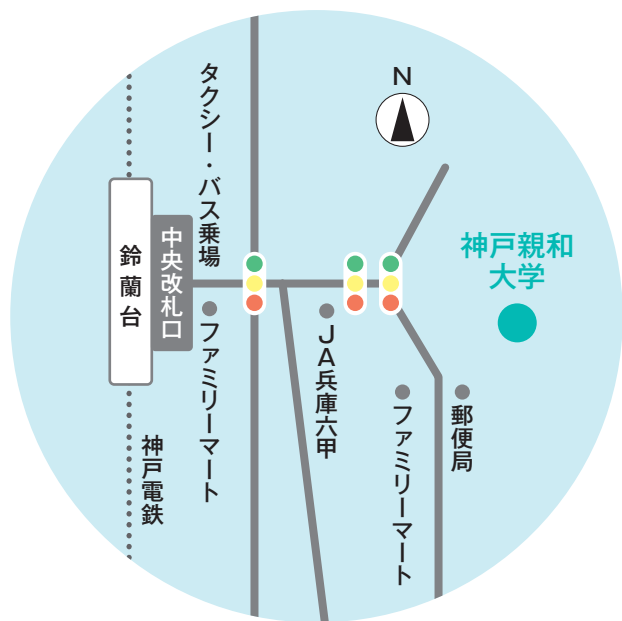 N
タクシー・バス乗場
鈴蘭台
中央改札口
神戸親和
大学
ファミリーマート
JA兵庫六甲
ファミリーマート
郵便局
神戸電鉄